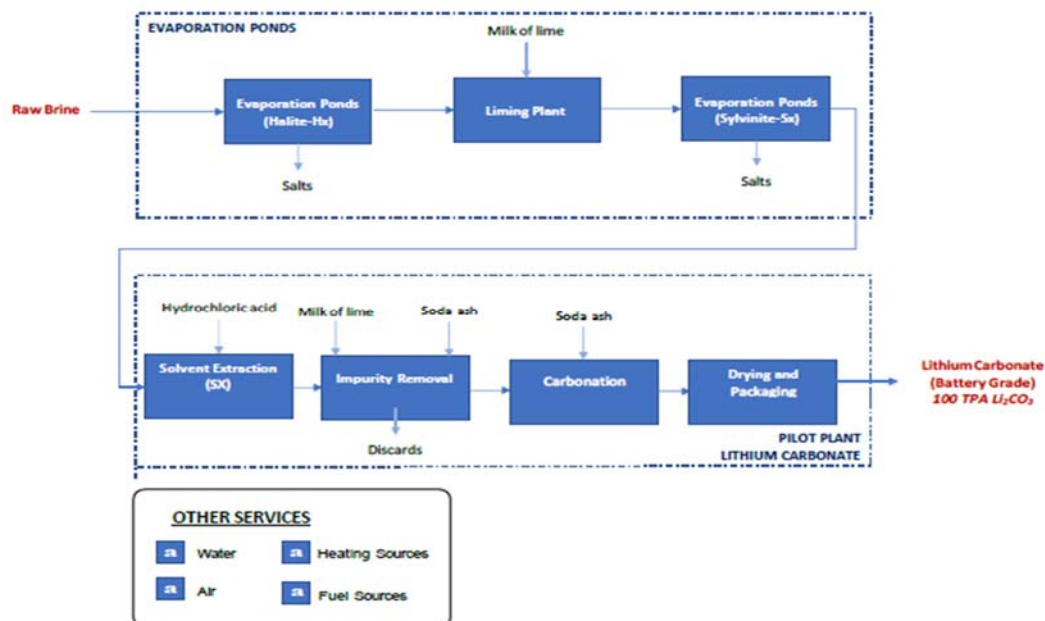 EVAPORATION PONDS
Milk of lime
Raw Brine
Evaporation Ponds
(Halite-Hx)
Liming Plant
Evaporation Ponds
(Sylvinite-Sx)
Salts
Salts
Hydrochloric acid
Milk of lime
Soda ash
Soda ash
Solvent Extraction
(SX)
Impurity Removal
Carbonation
Drying and
Packaging
Lithium Carbonate
(Battery Grade)
100 TPA Li₂CO₃
Discards
PILOT PLANT
LITHIUM CARBONATE
OTHER SERVICES
a Water
a Heating Sources
a Air
a Fuel Sources